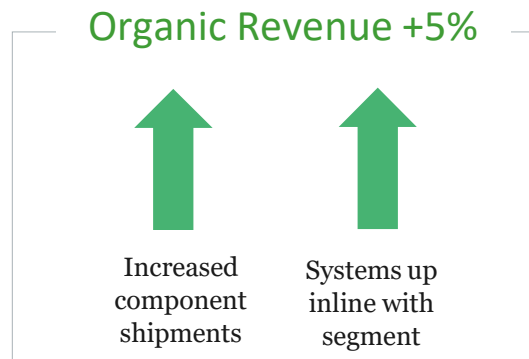 Organic Revenue +5%
Increased
component
shipments
Systems up
inline with
segment